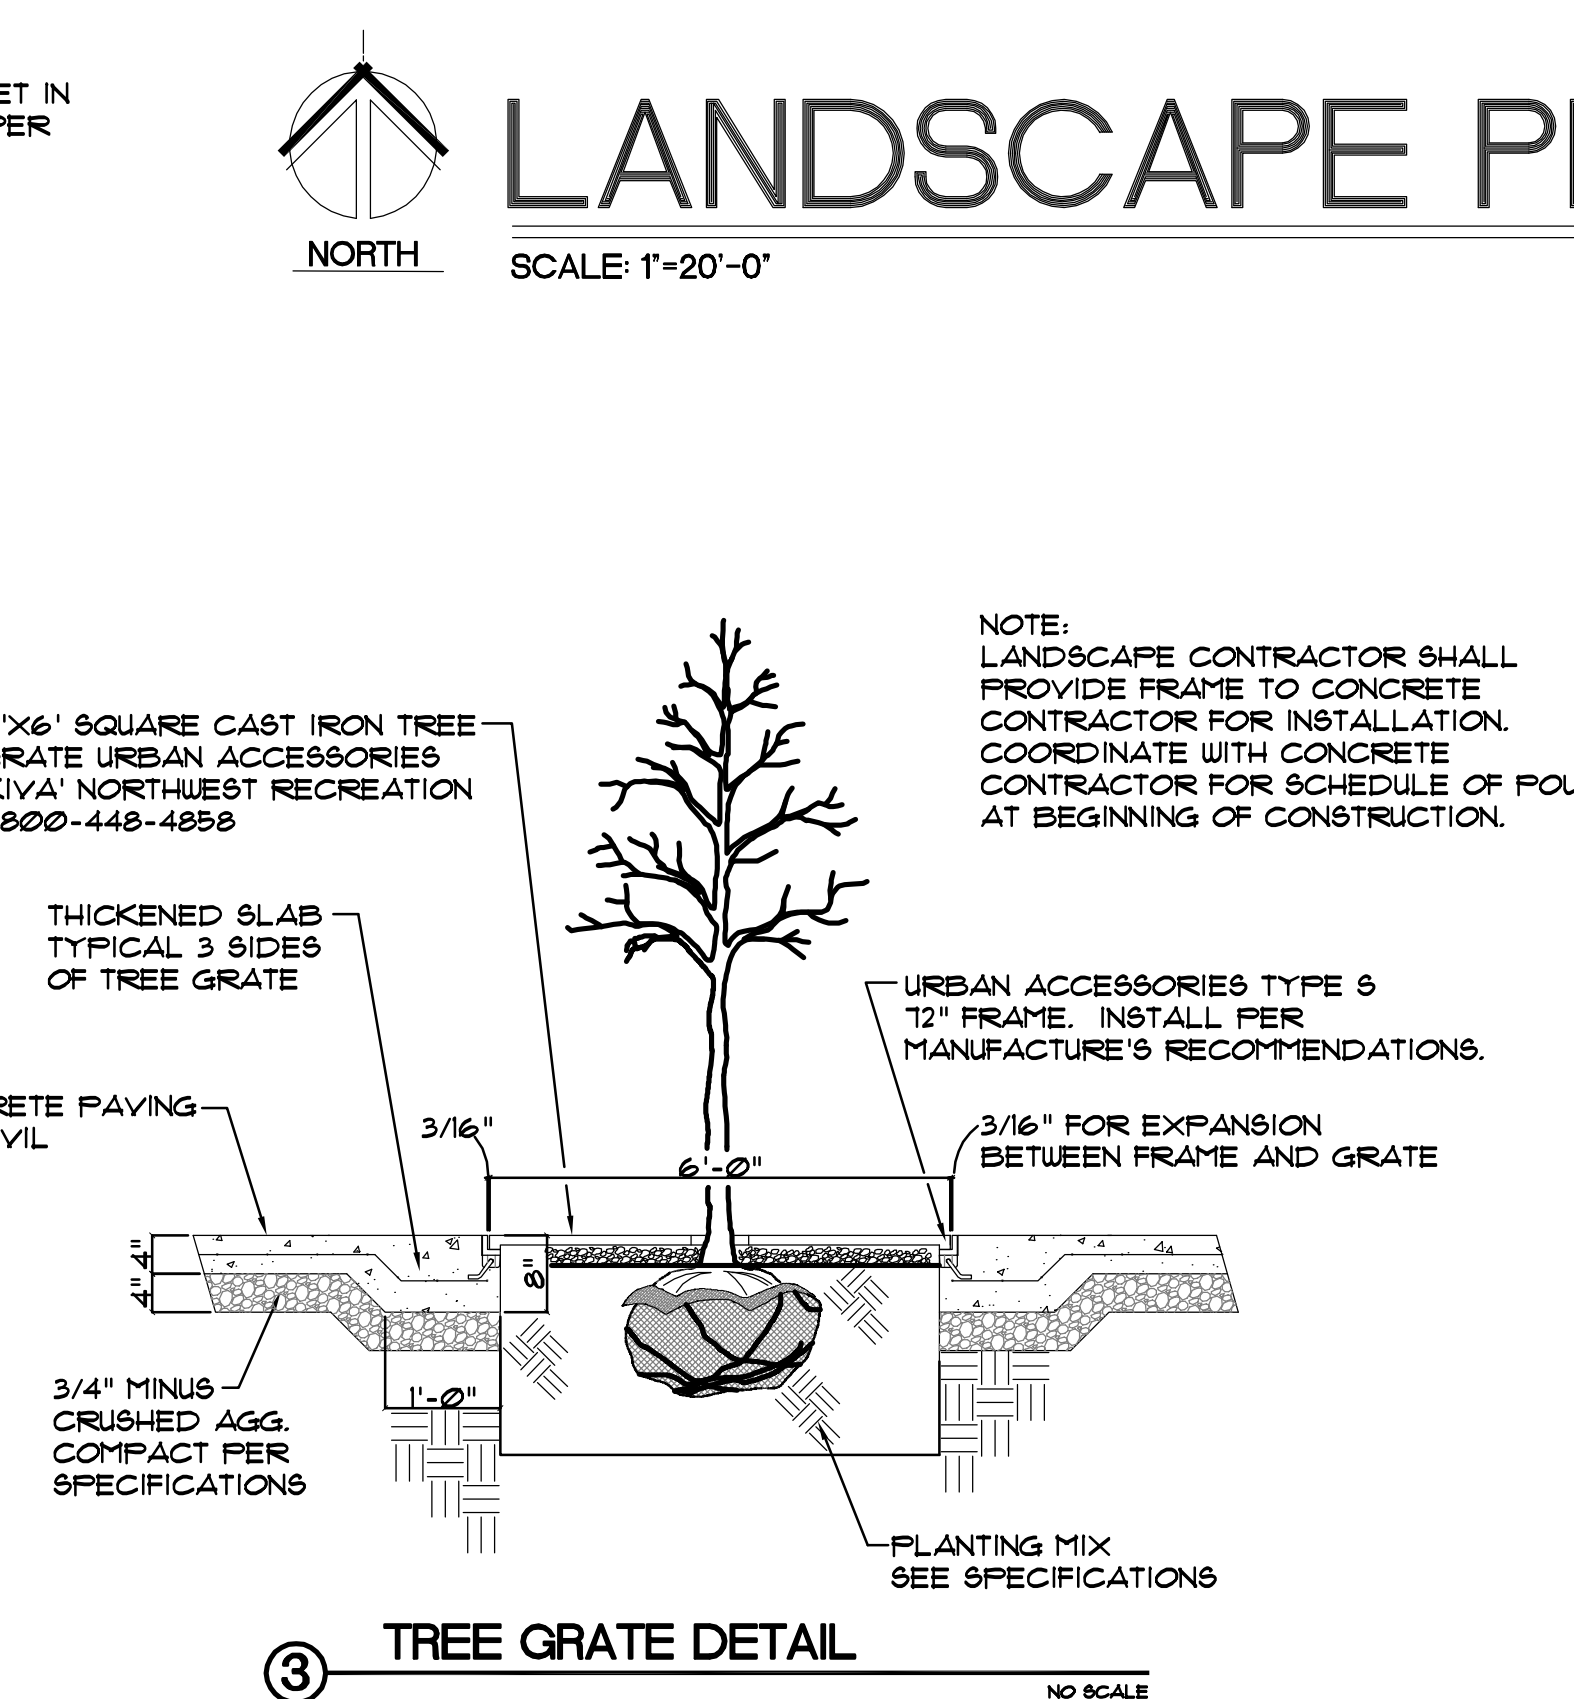 ET IN
PER
NORTH
LANDSCAPE
SCALE: 1"=20'-0"
'X6' SQUARE CAST IRON TREE
RATE URBAN ACCESSORIES
KIVA' NORTHWEST RECREATION
800-448-4858
NOTE:
LANDSCAPE CONTRACTOR SHALL
PROVIDE FRAME TO CONCRETE
CONTRACTOR FOR INSTALLATION.
COORDINATE WITH CONCRETE
CONTRACTOR FOR SCHEDULE OF POU
AT BEGINNING OF CONSTRUCTION.
THICKENED SLAB
TYPICAL 3 SIDES
OF TREE GRATE
URBAN ACCESSORIES TYPE S
72" FRAME. INSTALL PER
MANUFACTURE'S RECOMMENDATIONS.
RETE PAVING
VIL
3/16"
3/16" FOR EXPANSION
BETWEEN FRAME AND GRATE
6'-0"
4"
4"
8"
1'-0"
3/4" MINUS
CRUSHED AGG.
COMPACT PER
SPECIFICATIONS
PLANTING MIX
SEE SPECIFICATIONS
TREE GRATE DETAIL
3
NO SCALE